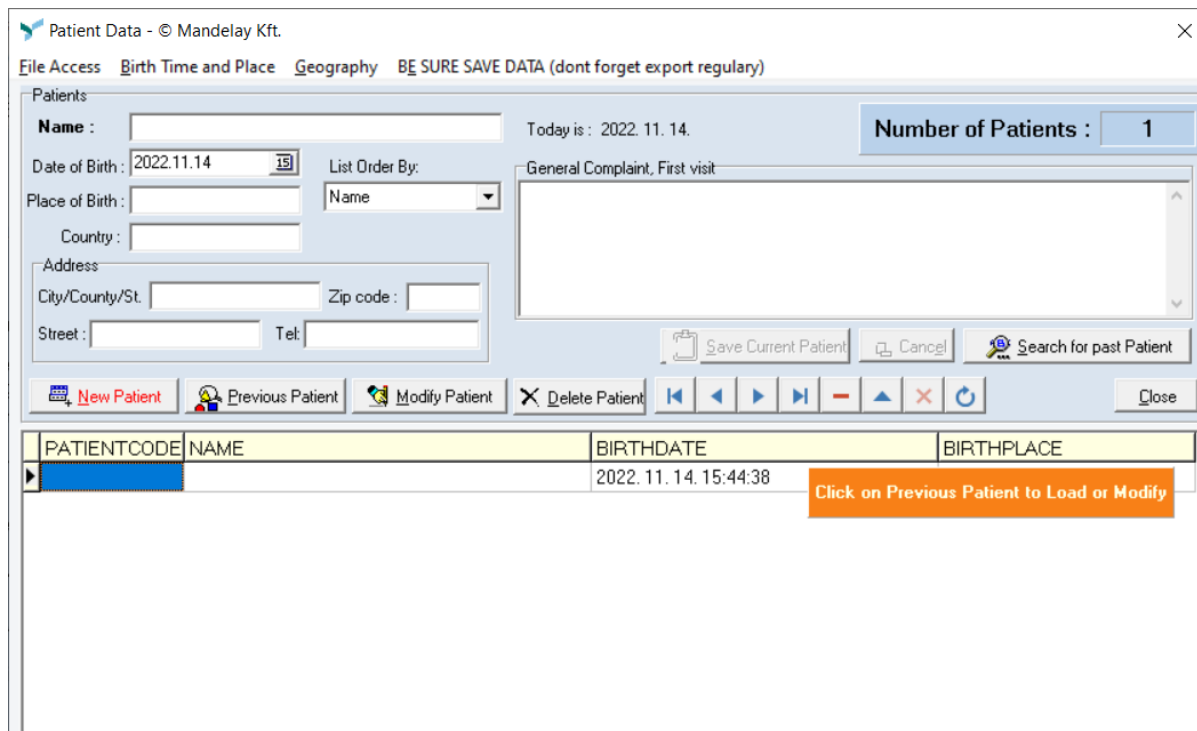 Patient Data - © Mandelay Kft.
File Access Birth Time and Place Geography BE SURE SAVE DATA (dont forget export regulary)
Patients
Name :
Today is : 2022. 11. 14.
Number of Patients : 1
Date of Birth : 2022.11.14 15
List Order By:
General Complaint, First visit
Place of Birth :
Name
Country :
Address
City/County/St.
Zip code :
Street :
Tel:
Save Current Patient
Cancel
Search for past Patient
New Patient
Previous Patient
Modify Patient
Delete Patient
Close
PATIENTCODE NAME BIRTHDATE BIRTHPLACE
2022. 11. 14. 15:44:38
Click on Previous Patient to Load or Modify